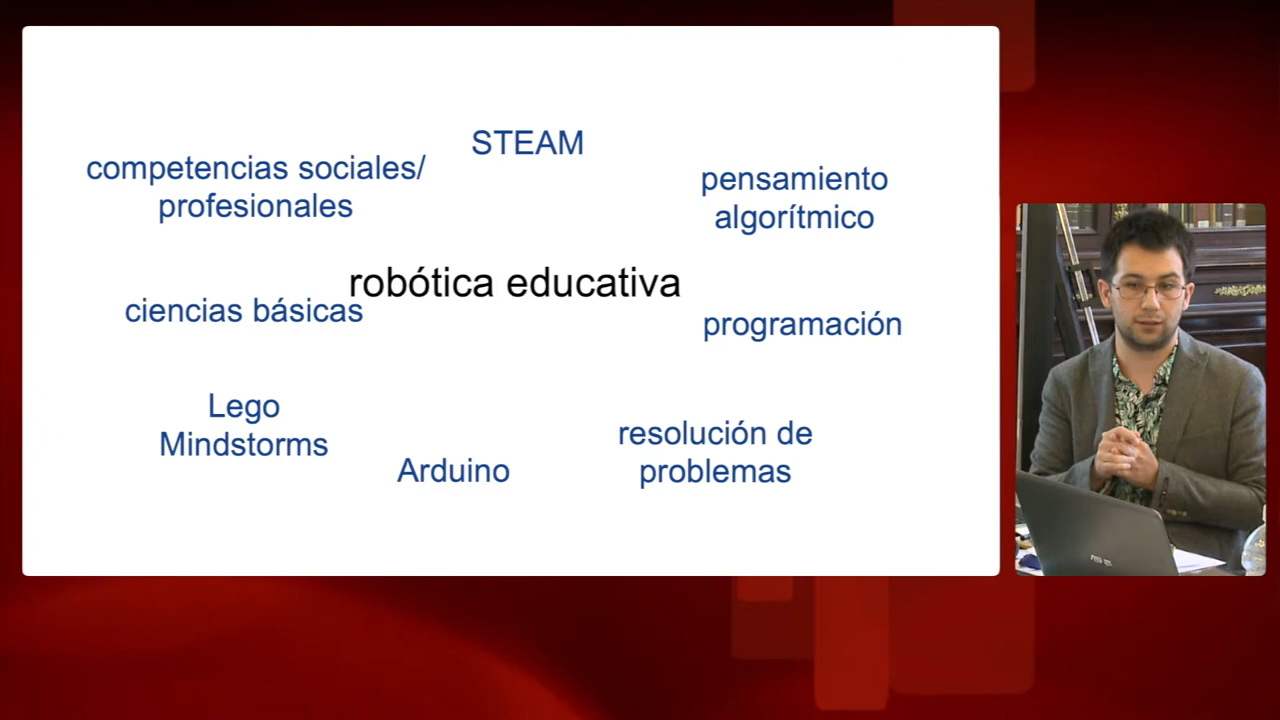 STEAM
competencias sociales/
profesionales
pensamiento
algorítmico
robótica educativa
ciencias básicas
programación
Lego
Mindstorms
Arduino
resolución de
problemas